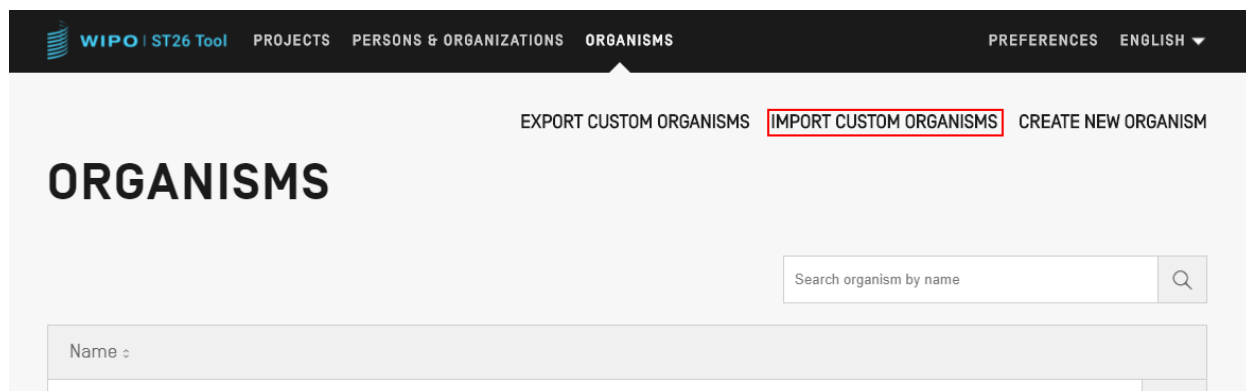 WIPO | ST26 Tool PROJECTS PERSONS & ORGANIZATIONS ORGANISMS PREFERENCES ENGLISH
EXPORT CUSTOM ORGANISMS IMPORT CUSTOM ORGANISMS CREATE NEW ORGANISM
ORGANISMS
Search organism by name
Name